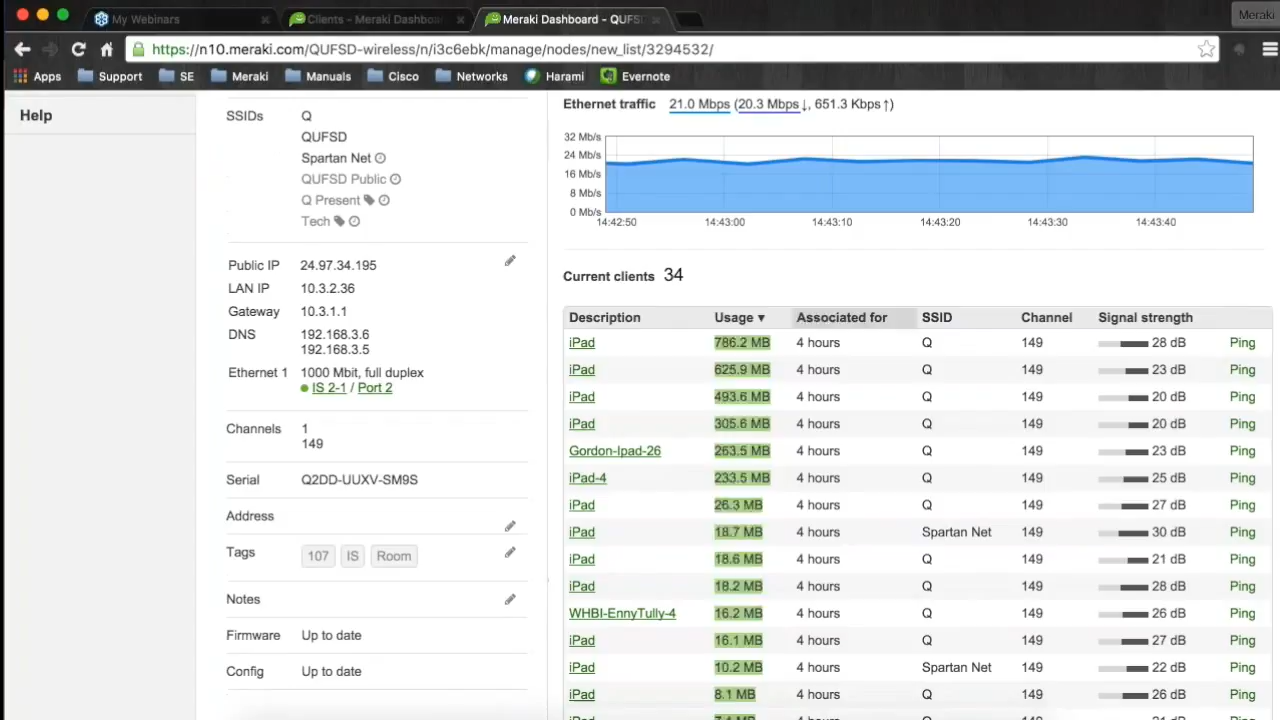 My Webinars
Clients – Meraki Dashboa
Meraki Dashboard - QUFS
Meraki
https://n10.meraki.com/QUFSD-wireless/n/i3c6ebk/manage/nodes/new_list/3294532/
Apps Support SE Meraki Manuals Cisco Networks Harami Evernote
Help
SSIDs Q
QUFSD
Spartan Net
QUFSD Public
Q Present
Tech
Public IP 24.97.34.195
LAN IP 10.3.2.36
Gateway 10.3.1.1
DNS 192.168.3.6
192.168.3.5
Ethernet 1 1000 Mbit, full duplex
IS 2-1 / Port 2
Channels 1
149
Serial Q2DD-UUXV-SM9S
Address
Tags 107 IS Room
Notes
Firmware Up to date
Config Up to date
Ethernet traffic 21.0 Mbps (20.3 Mbps↓, 651.3 Kbps↑)
32 Mb/s
24 Mb/s
16 Mb/s
8 Mb/s
0 Mb/s
14:42:50 14:43:00 14:43:10 14:43:20 14:43:30 14:43:40
Current clients 34
Description Usage ▼ Associated for SSID Channel Signal strength
iPad 786.2 MB 4 hours Q 149 28 dB Ping
iPad 625.9 MB 4 hours Q 149 23 dB Ping
iPad 493.6 MB 4 hours Q 149 20 dB Ping
iPad 305.6 MB 4 hours Q 149 20 dB Ping
Gordon-Ipad-26 263.5 MB 4 hours Q 149 23 dB Ping
iPad-4 233.5 MB 4 hours Q 149 25 dB Ping
iPad 26.3 MB 4 hours Q 149 27 dB Ping
iPad 18.7 MB 4 hours Spartan Net 149 30 dB Ping
iPad 18.6 MB 4 hours Q 149 21 dB Ping
iPad 18.2 MB 4 hours Q 149 28 dB Ping
WHBI-EnnyTully-4 16.2 MB 4 hours Q 149 26 dB Ping
iPad 16.1 MB 4 hours Q 149 27 dB Ping
iPad 10.2 MB 4 hours Spartan Net 149 22 dB Ping
iPad 8.1 MB 4 hours Q 149 26 dB Ping